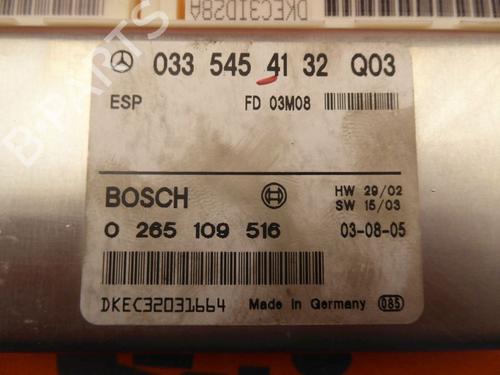 DKEC3ID28A
033 545 41 32 Q03
ESP FD 03M08
BOSCH HW 29/02
SW 15/03
0 265 109 516 03-08-05
DKEC32031664 Made in Germany 085
B-PARTS